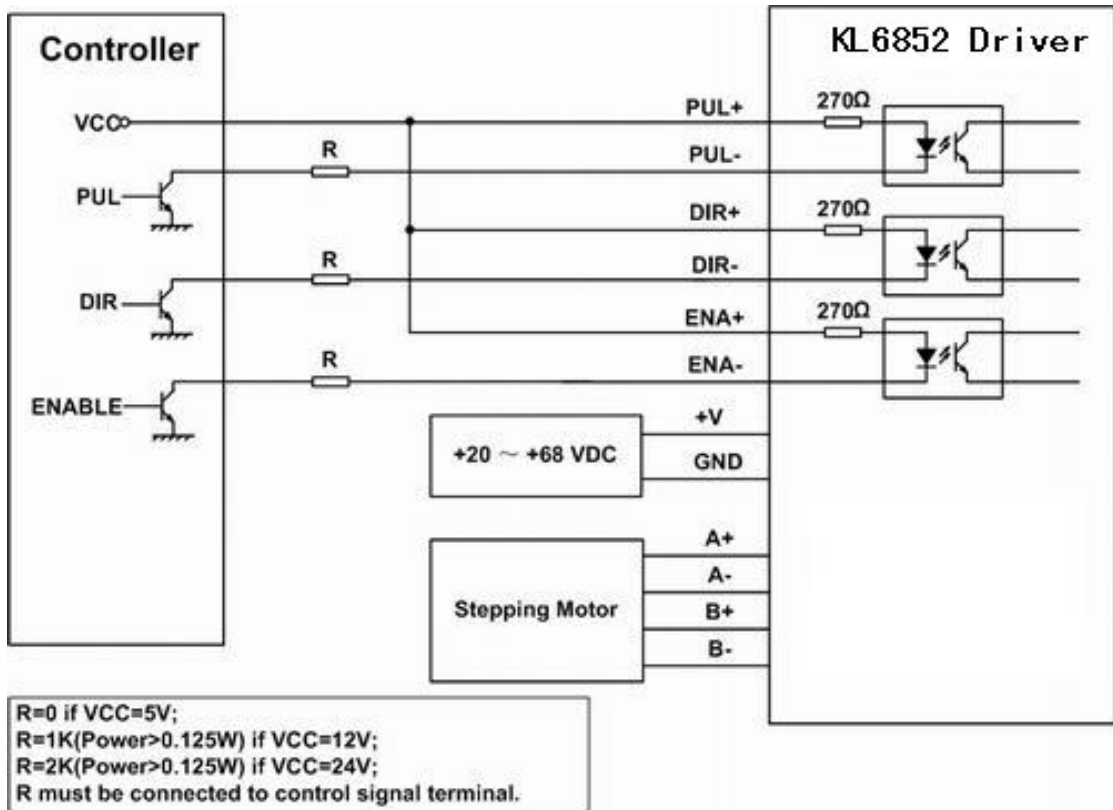 Controller
KL6852 Driver
VCC
PUL+
270Ω
R
PUL-
PUL
DIR+
270Ω
R
DIR-
DIR
ENA+
270Ω
R
ENA-
ENABLE
+V
+20 ~ +68 VDC
GND
A+
A-
Stepping Motor
B+
B-
R=0 if VCC=5V;
R=1K(Power>0.125W) if VCC=12V;
R=2K(Power>0.125W) if VCC=24V;
R must be connected to control signal terminal.